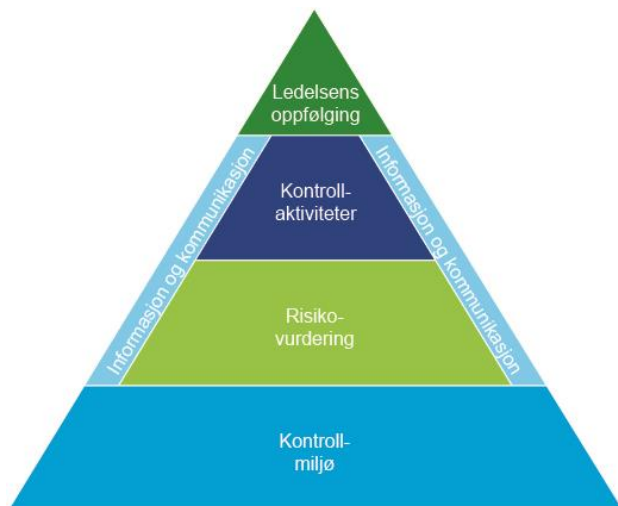 Ledelsens
oppfølging
Informasjon og kommunikasjon
Kontroll-
aktiviteter
Informasjon og kommunikasjon
Risiko-
vurdering
Kontroll-
miljø